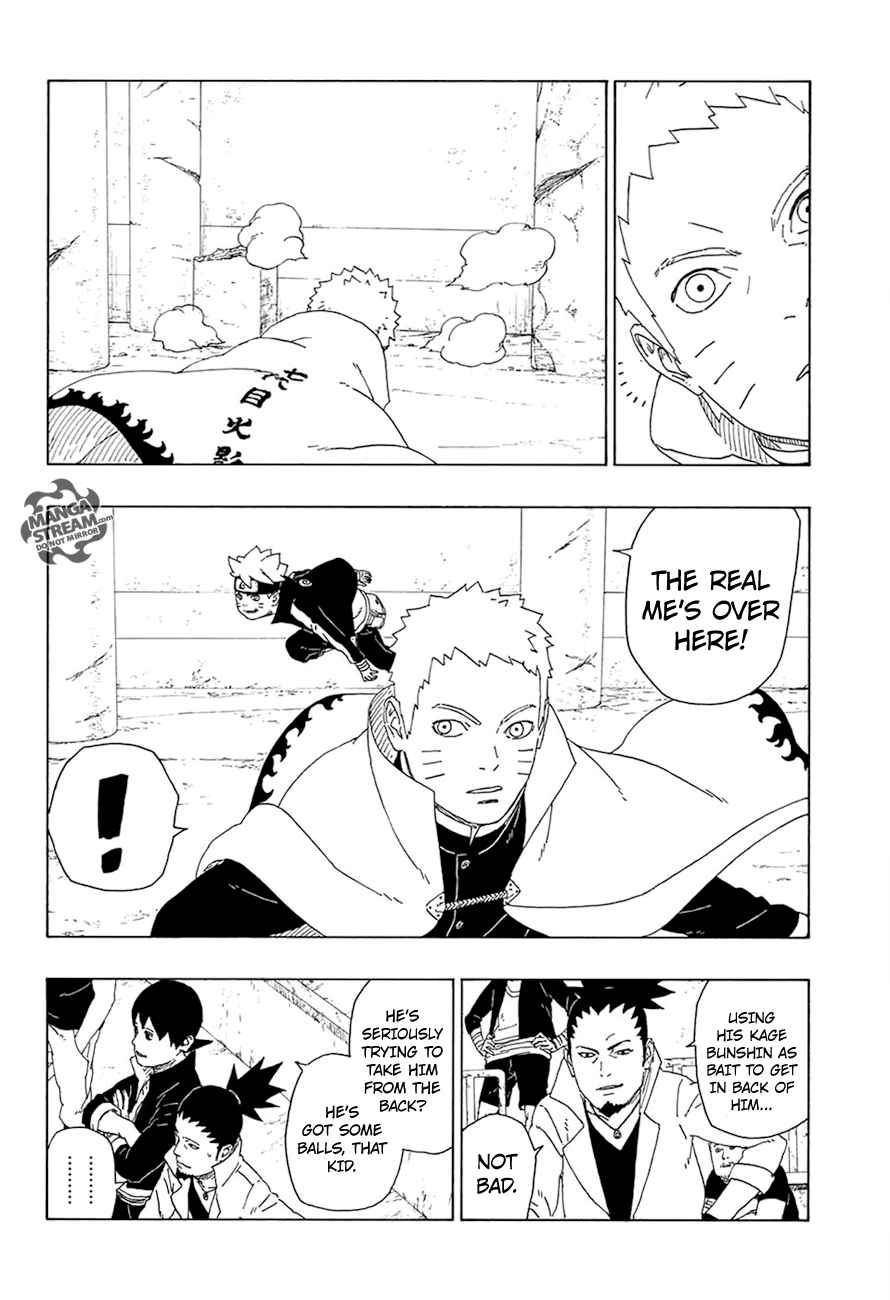 七代目火影
THE REAL
ME'S OVER
HERE!
!
MANGA
STREAM.com
DO NOT MIRROR
USING
HIS KAGE
BUNSHIN AS
BAIT TO GET
IN BACK OF
HIM...
NOT
BAD.
HE'S
SERIOUSLY
TRYING TO
TAKE HIM
FROM THE
BACK?
HE'S
GOT SOME
BALLS, THAT
KID.
.........